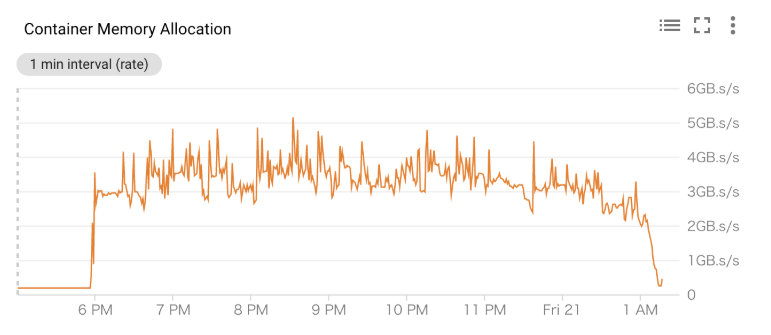 Container Memory Allocation
1 min interval (rate)
6GB.s/s
5GB.s/s
4GB.s/s
3GB.s/s
2GB.s/s
1GB.s/s
0
6 PM 7 PM 8 PM 9 PM 10 PM 11 PM Fri 21 1 AM